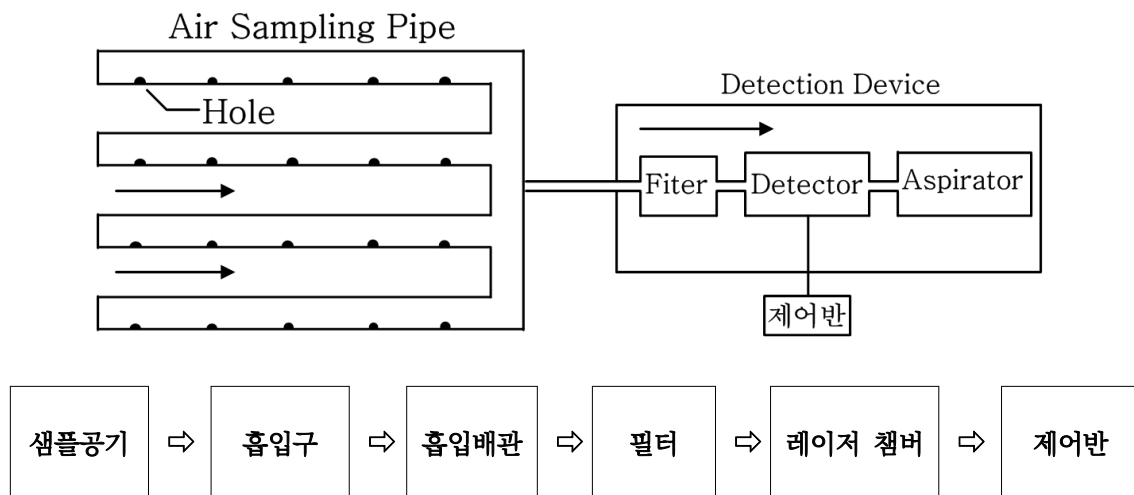 Air Sampling Pipe
Hole
Detection Device
Fiter
Detector
Aspirator
제어반
샘플공기 ⇨ 흡입구 ⇨ 흡입배관 ⇨ 필터 ⇨ 레이저 챔버 ⇨ 제어반